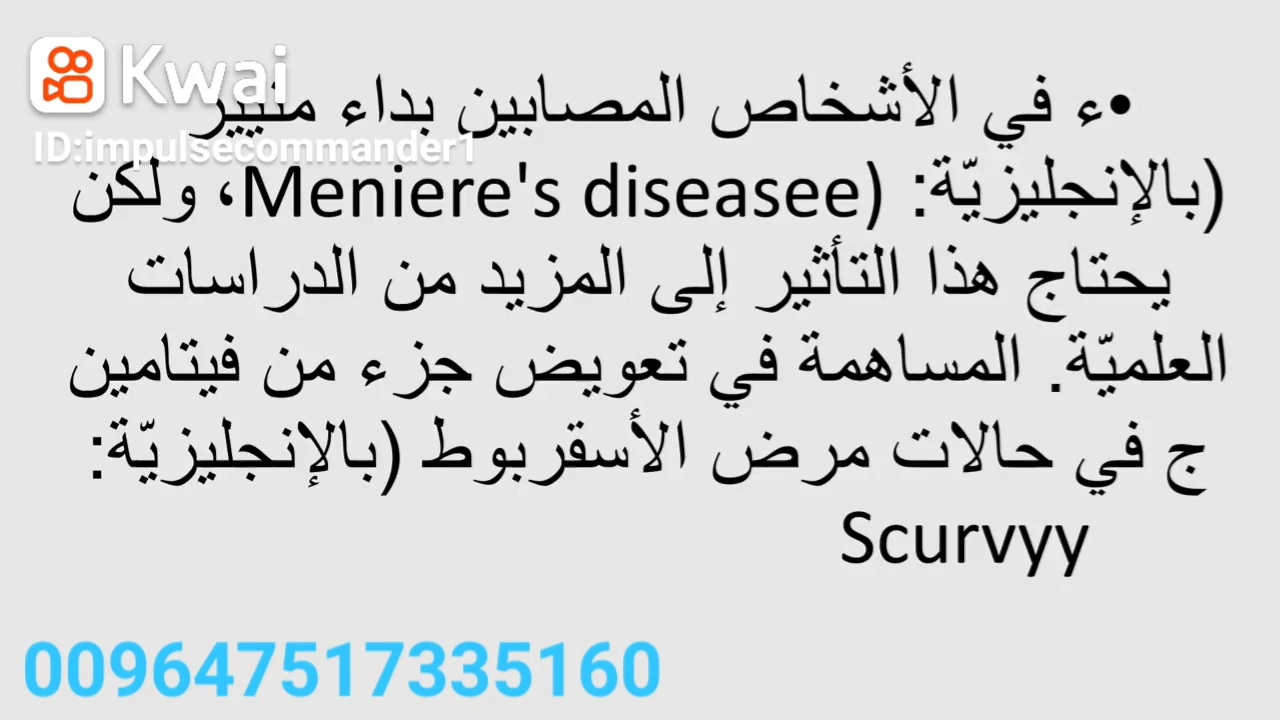 Kwai
ID:impulsecommander1
•ء في الأشخاص المصابين بداء منيير
(بالإنجليزيّة: Meniere's diseasee)، ولكن
يحتاج هذا التأثير إلى المزيد من الدراسات
العلميّة. المساهمة في تعويض جزء من فيتامين
ج في حالات مرض الأسقربوط (بالإنجليزيّة:
Scurvyy
009647517335160